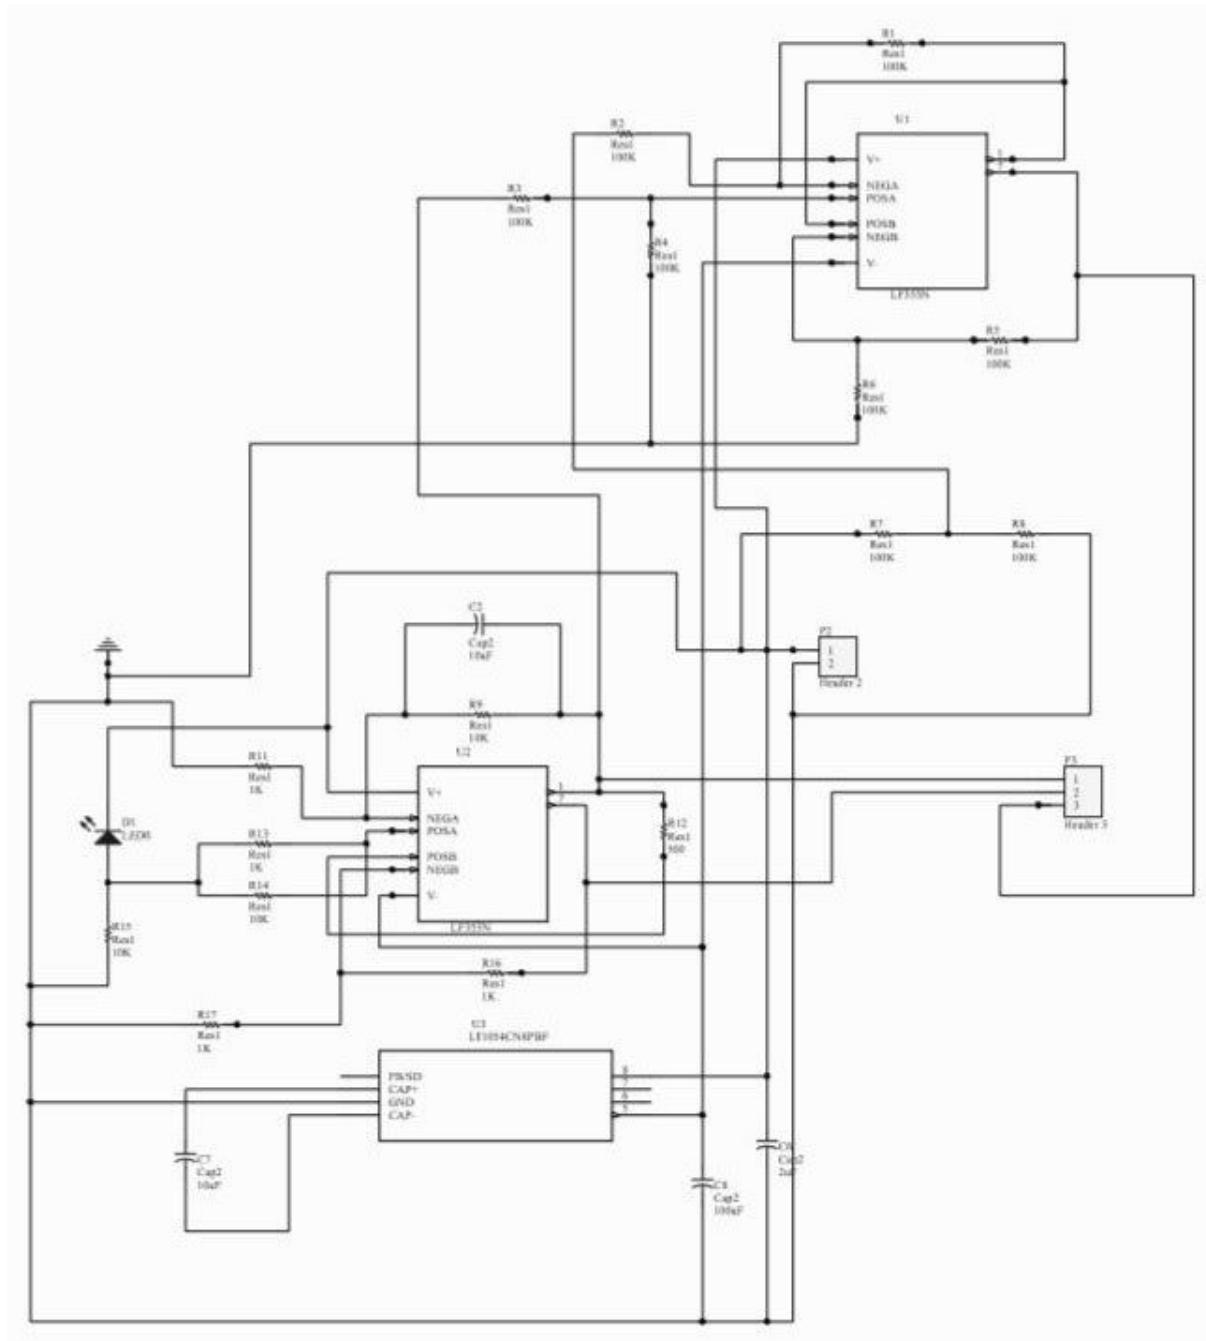 R1
Res1
100K
U1
R2
Res1
100K
V+
1
7
NEGA
POSA
R3
Res1
100K
POSB
NEGB
R4
Res1
100K
V-
LF353N
R5
Res1
100K
R6
Res1
100K
R7
Res1
100K
R8
Res1
100K
C2
Cap2
10uF
P2
1
2
Header 2
R9
Res1
10K
U2
R11
Res1
1K
P3
1
2
3
Header 3
V+
1
7
NEGA
POSA
D1
LED0
R13
Res1
1K
R12
Res1
500
POSB
NEGB
R14
Res1
10K
V-
LF353N
R15
Res1
10K
R16
Res1
1K
R17
Res1
1K
U3
FB/SD
CAP+
GND
CAP-
8
7
6
5
C7
Cap2
10uF
Cap2
C8
Cap2
100uF